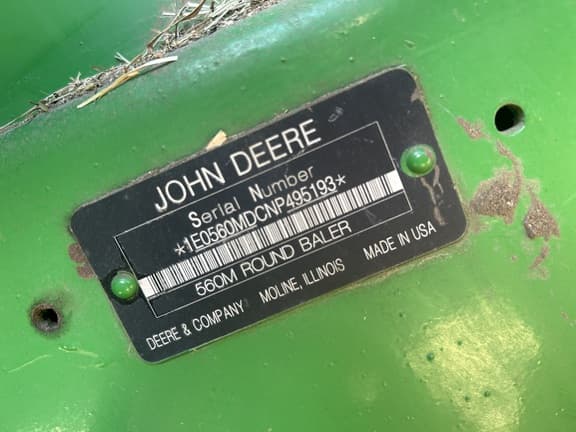 JOHN DEERE
Serial Number
*1E0560MDCNP495193*
560M ROUND BALER
DEERE & COMPANY MOLINE, ILLINOIS MADE IN USA